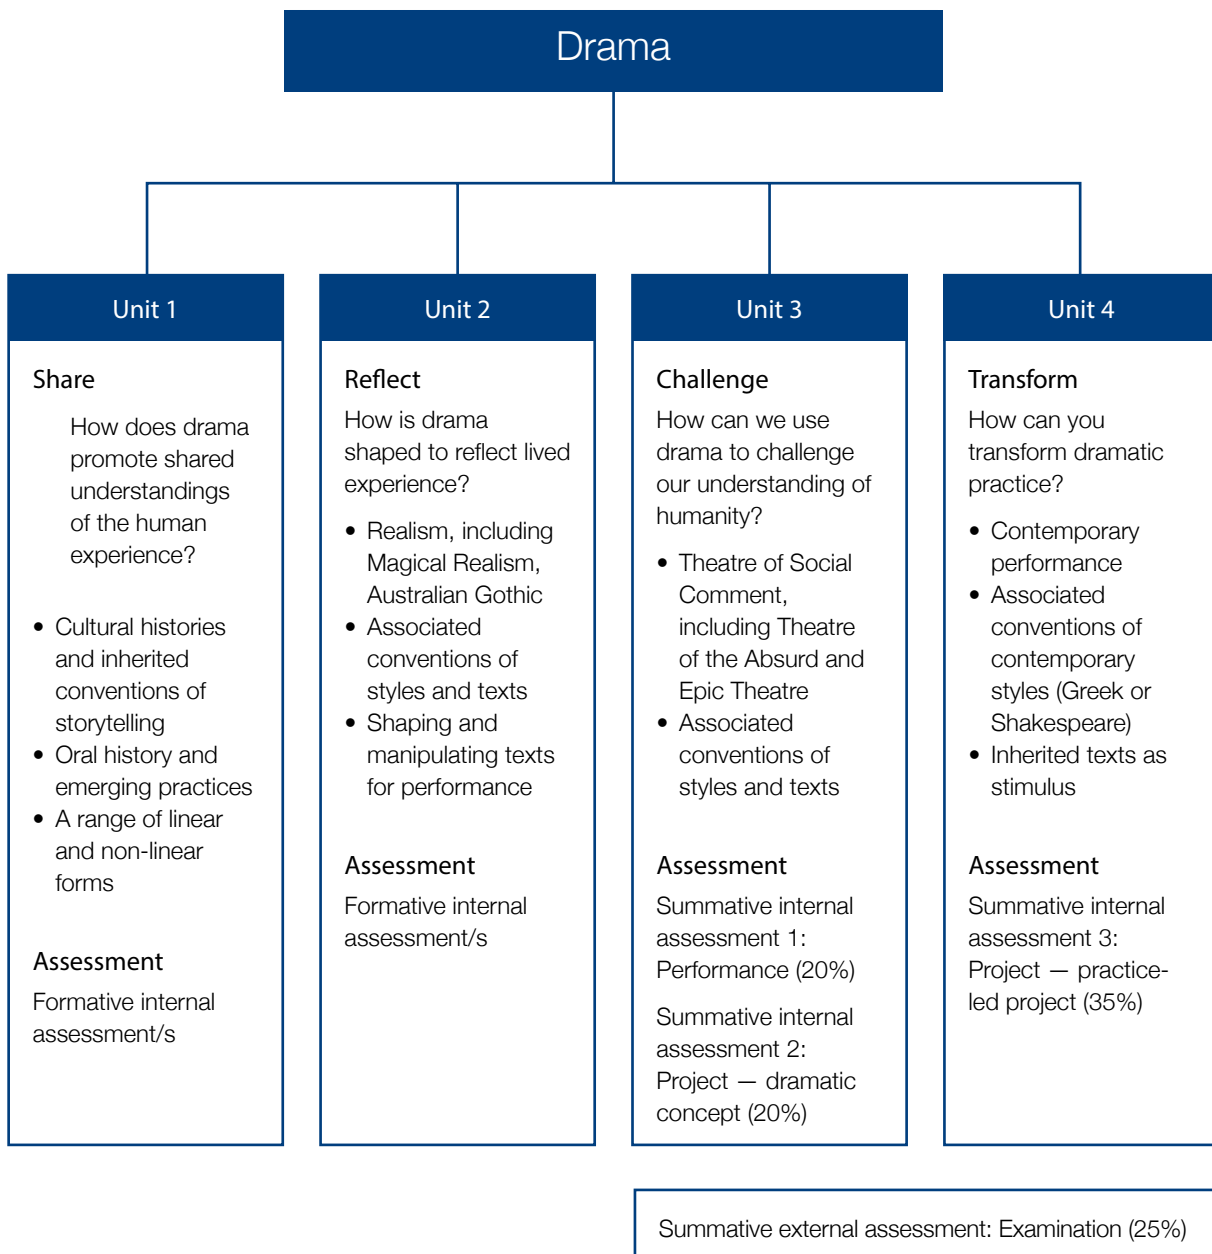 Drama
Unit 1
Share
How does drama
promote shared
understandings
of the human
experience?
• Cultural histories
and inherited
conventions of
storytelling
• Oral history and
emerging practices
• A range of linear
and non-linear
forms
Assessment
Formative internal
assessment/s
Unit 2
Reflect
How is drama
shaped to reflect lived
experience?
• Realism, including
Magical Realism,
Australian Gothic
• Associated
conventions of
styles and texts
• Shaping and
manipulating texts
for performance
Assessment
Formative internal
assessment/s
Unit 3
Challenge
How can we use
drama to challenge
our understanding of
humanity?
• Theatre of Social
Comment,
including Theatre
of the Absurd and
Epic Theatre
• Associated
conventions of
styles and texts
Assessment
Summative internal
assessment 1:
Performance (20%)
Summative internal
assessment 2:
Project — dramatic
concept (20%)
Unit 4
Transform
How can you
transform dramatic
practice?
• Contemporary
performance
• Associated
conventions of
contemporary
styles (Greek or
Shakespeare)
• Inherited texts as
stimulus
Assessment
Summative internal
assessment 3:
Project — practice-
led project (35%)
Summative external assessment: Examination (25%)